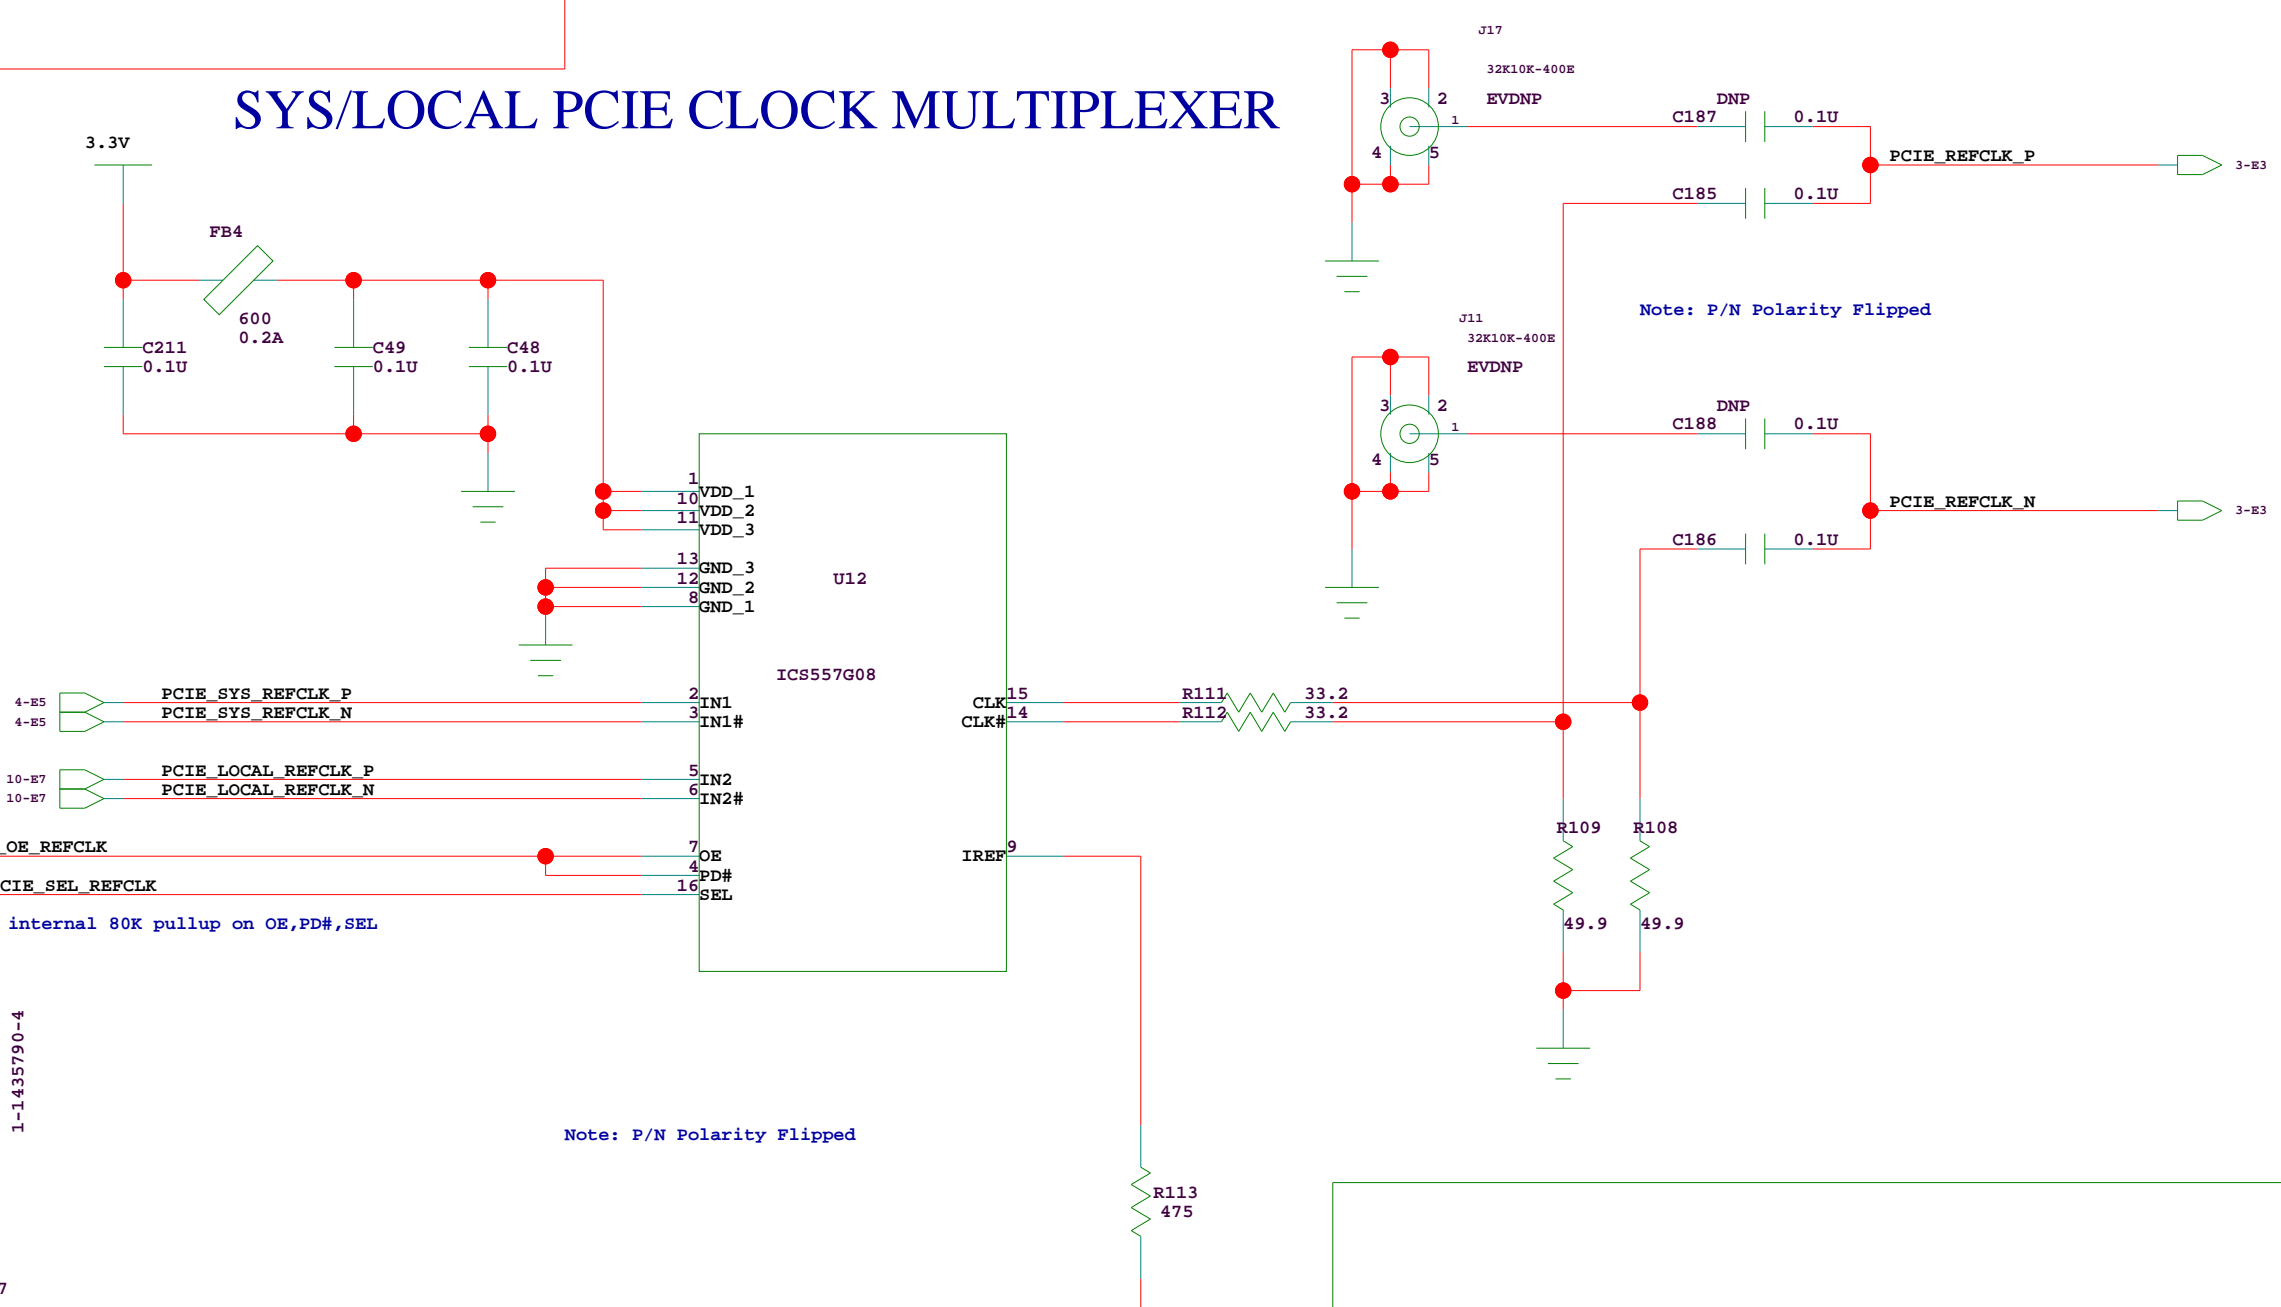 J17
32K10K-400E
EVDNP
SYS/LOCAL PCIE CLOCK MULTIPLEXER
3 2
1
4 5
DNP
C187 0.1U
PCIE_REFCLK_P
3-E3
C185 0.1U
3.3V
FB4
600
0.2A
C211
0.1U
C49
0.1U
C48
0.1U
Note: P/N Polarity Flipped
J11
32K10K-400E
EVDNP
3 2
1
4 5
DNP
C188 0.1U
PCIE_REFCLK_N
3-E3
C186 0.1U
1 VDD_1
10 VDD_2
11 VDD_3
13 GND_3
12 GND_2
8 GND_1
U12
ICS557G08
4-E5 PCIE_SYS_REFCLK_P 2 IN1
4-E5 PCIE_SYS_REFCLK_N 3 IN1#
CLK 15 R111 33.2
CLK# 14 R112 33.2
10-E7 PCIE_LOCAL_REFCLK_P 5 IN2
10-E7 PCIE_LOCAL_REFCLK_N 6 IN2#
_OE_REFCLK 7 OE
4 PD#
CIE_SEL_REFCLK 16 SEL
IREF 9
internal 80K pullup on OE,PD#,SEL
R109 R108
49.9 49.9
1-1435790-4
Note: P/N Polarity Flipped
R113
475
7